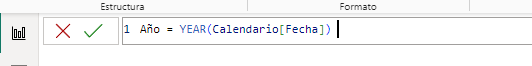 Estructura Formato
1 Año = YEAR(Calendario[Fecha])